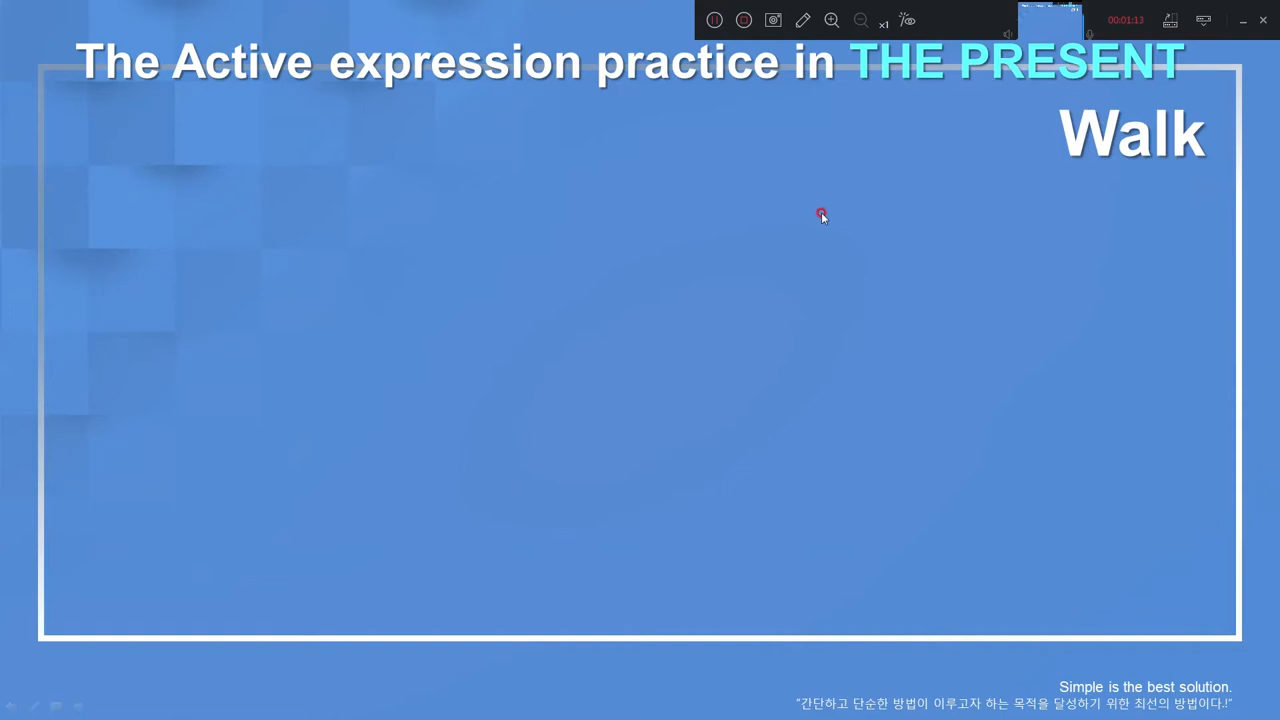 x1
00:01:13
The Active expression practice in THE PRESENT
Walk
Simple is the best solution.
"간단하고 단순한 방법이 이루고자 하는 목적을 달성하기 위한 최선의 방법이다.!"